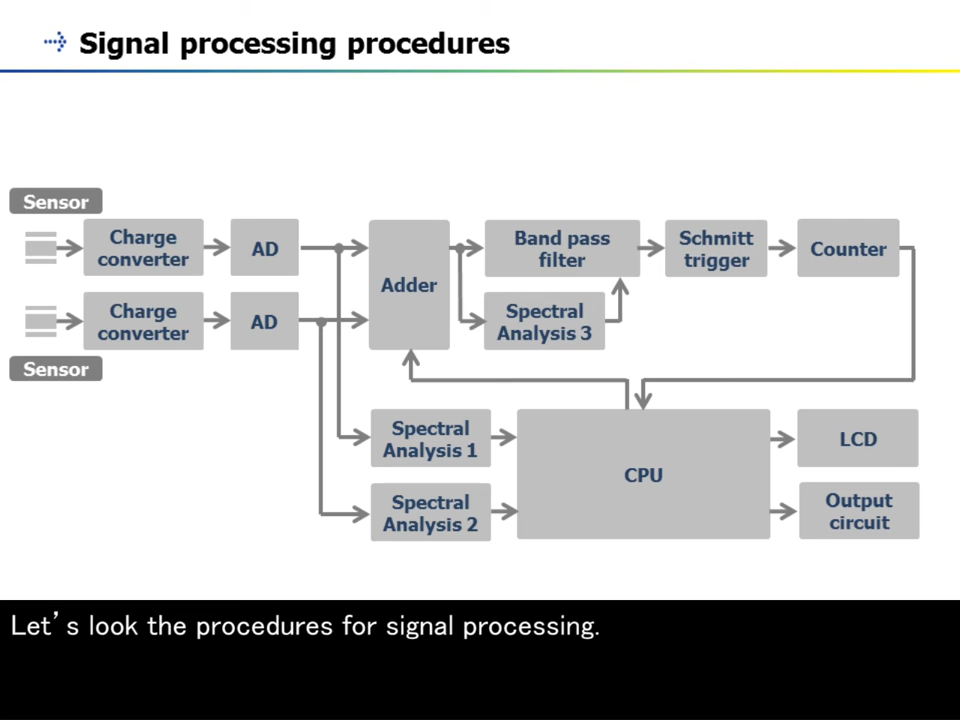 Signal processing procedures
Sensor
Charge
converter
AD
Charge
converter
AD
Sensor
Adder
Band pass
filter
Schmitt
trigger
Counter
Spectral
Analysis 3
Spectral
Analysis 1
Spectral
Analysis 2
CPU
LCD
Output
circuit
Let’s look the procedures for signal processing.